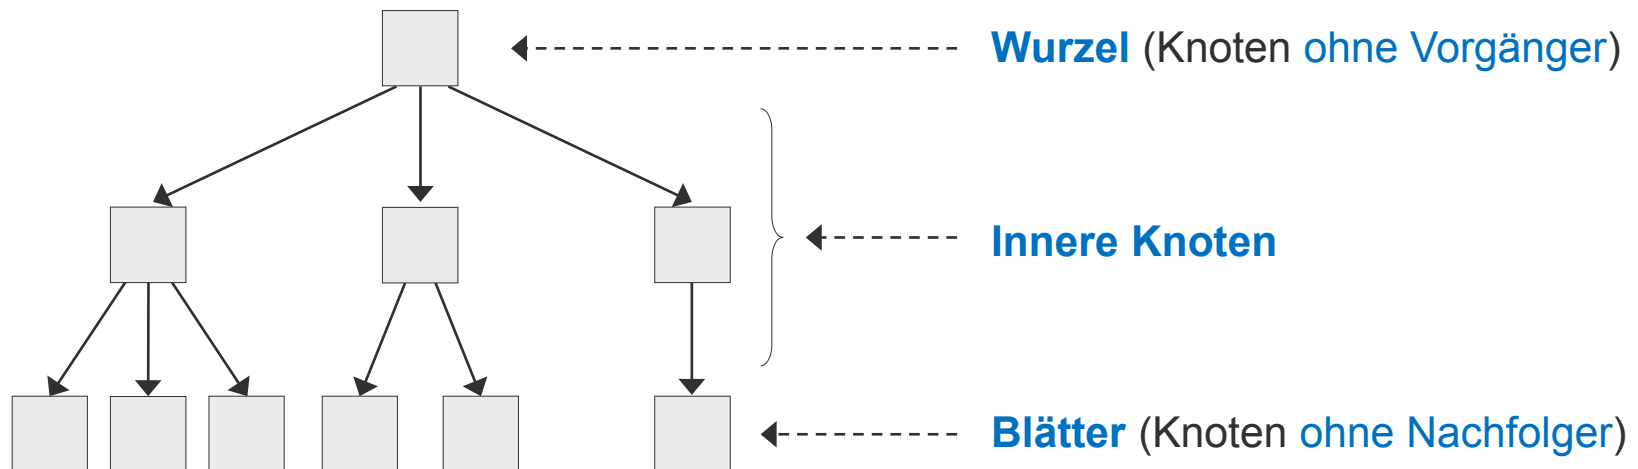 Wurzel (Knoten ohne Vorgänger)
Innere Knoten
Blätter (Knoten ohne Nachfolger)